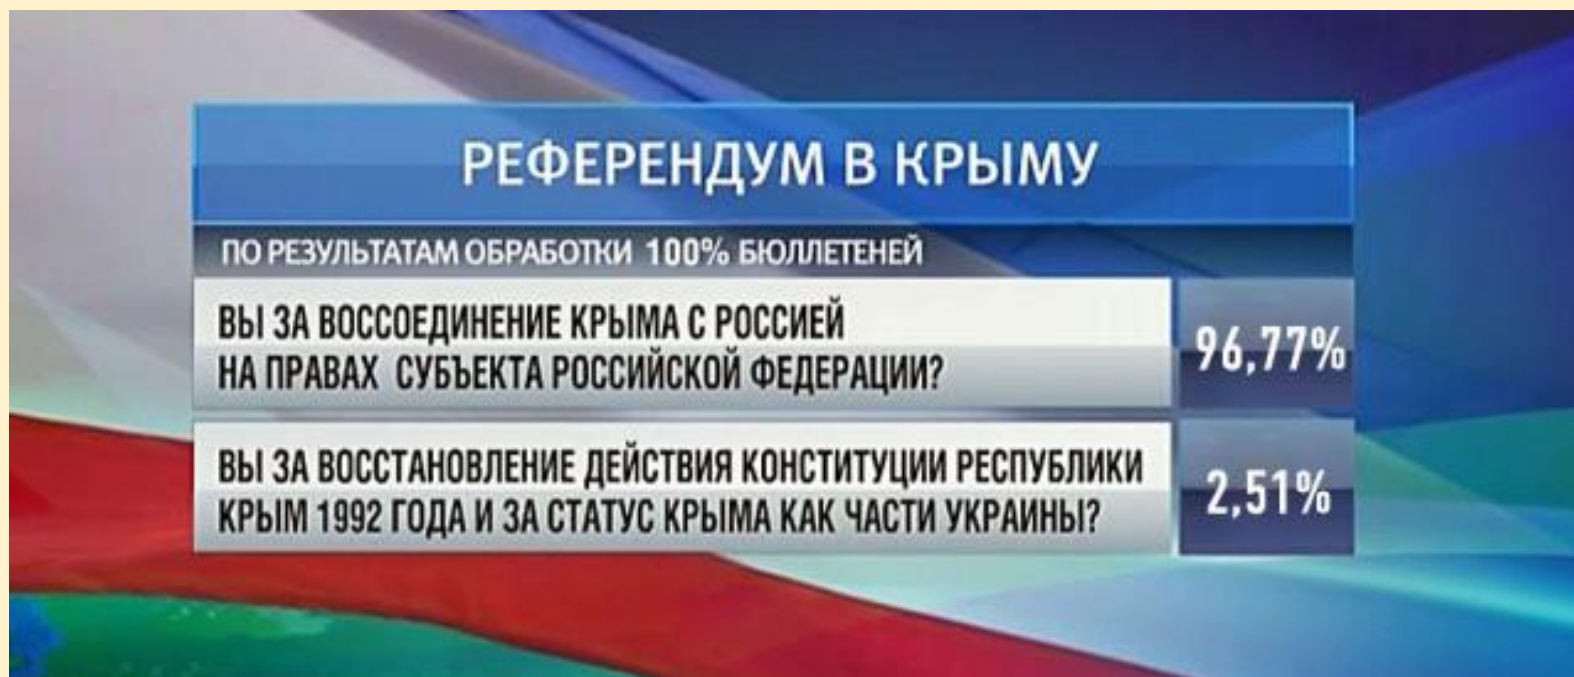 РЕФЕРЕНДУМ В КРЫМУ
ПО РЕЗУЛЬТАТАМ ОБРАБОТКИ 100% БЮЛЛЕТЕНЕЙ
ВЫ ЗА ВОССОЕДИНЕНИЕ КРЫМА С РОССИЕЙ
НА ПРАВАХ СУБЪЕКТА РОССИЙСКОЙ ФЕДЕРАЦИИ?
96,77%
ВЫ ЗА ВОССТАНОВЛЕНИЕ ДЕЙСТВИЯ КОНСТИТУЦИИ РЕСПУБЛИКИ
КРЫМ 1992 ГОДА И ЗА СТАТУС КРЫМА КАК ЧАСТИ УКРАИНЫ?
2,51%